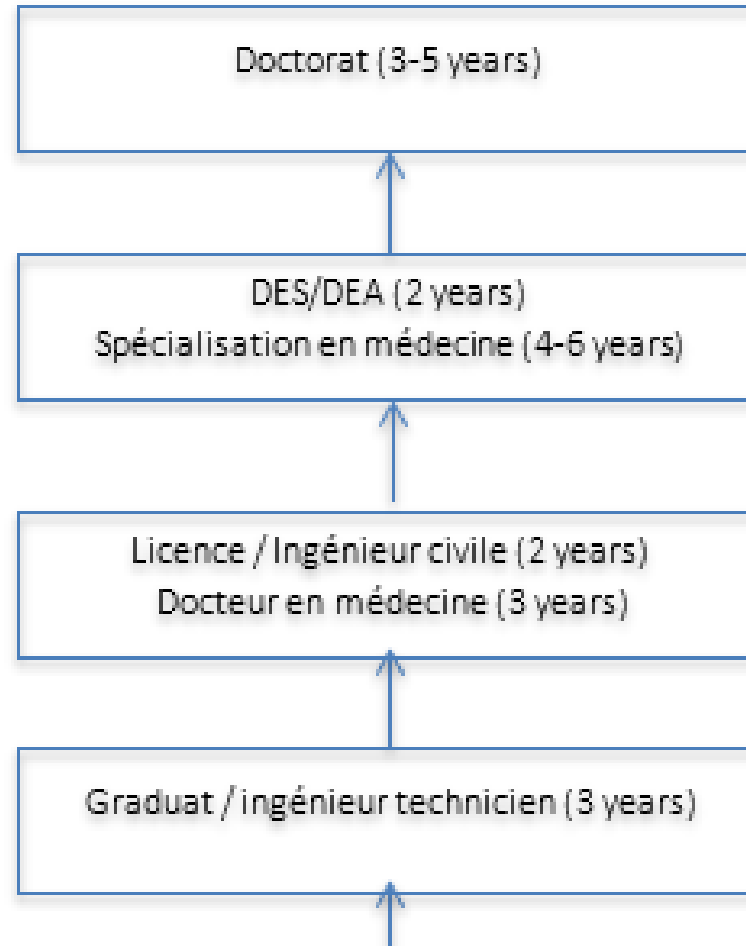 Doctorat (3-5 years)
DES/DEA (2 years)
Spécialisation en médecine (4-6 years)
Licence / Ingénieur civile (2 years)
Docteur en médecine (3 years)
Graduat / ingénieur technicien (3 years)